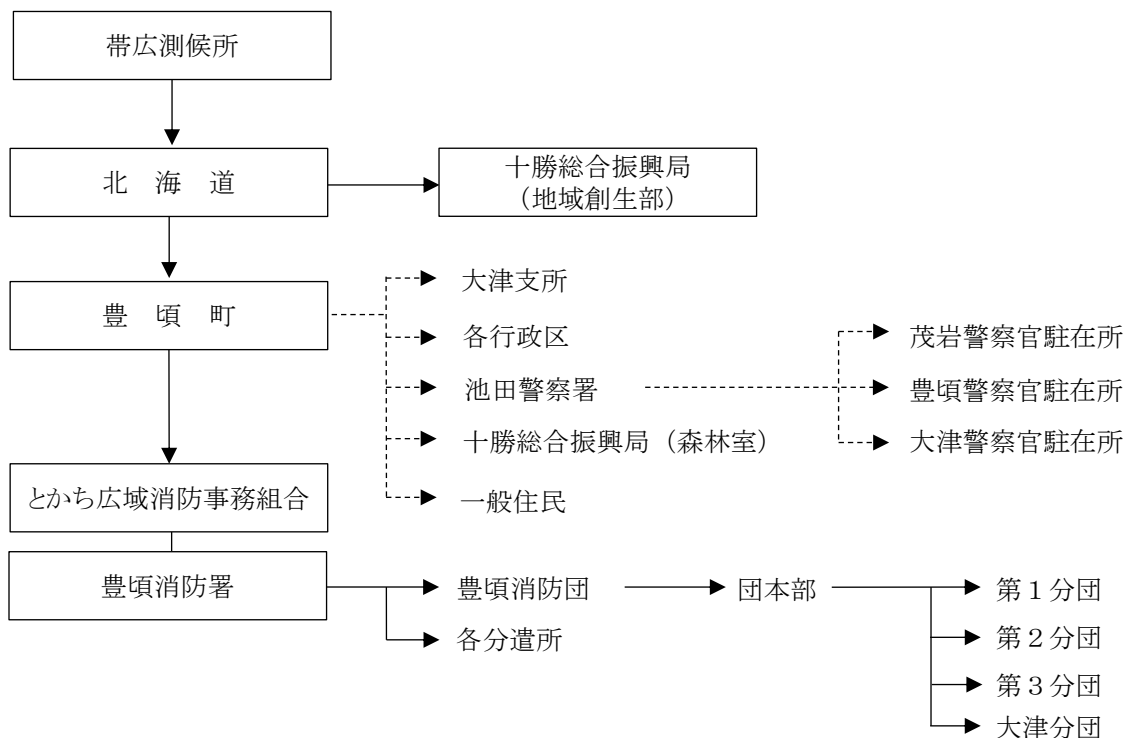 帯広測候所
北　海　道
十勝総合振興局
（地域創生部）
豊　頃　町
大津支所
各行政区
池田警察署
茂岩警察官駐在所
豊頃警察官駐在所
大津警察官駐在所
十勝総合振興局（森林室）
一般住民
とかち広域消防事務組合
豊頃消防署
豊頃消防団
団本部
第１分団
各分遣所
第２分団
第３分団
大津分団